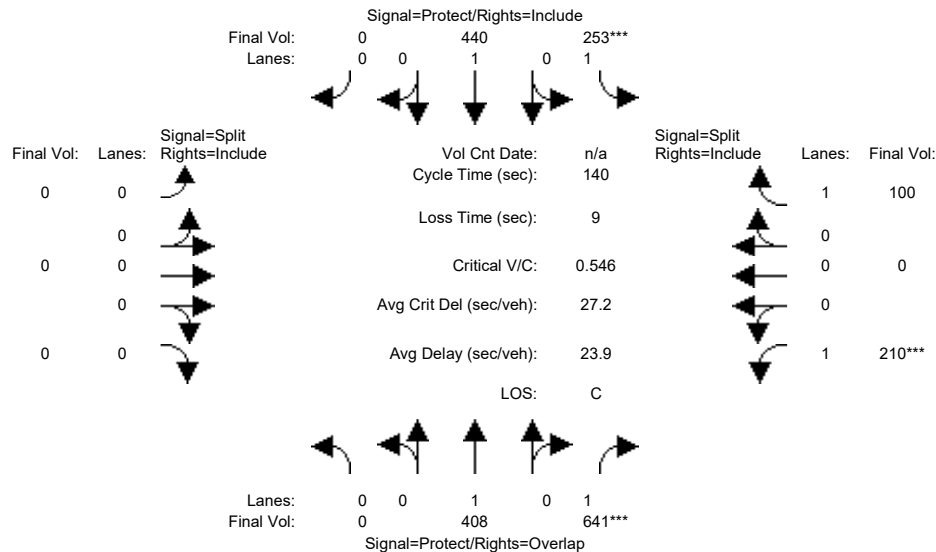 Signal=Protect/Rights=Include
Final Vol: 0 440 253***
Lanes: 0 0 1 0 1
Signal=Split Signal=Split
Final Vol: Lanes: Rights=Include Vol Cnt Date: n/a Rights=Include Lanes: Final Vol:
Cycle Time (sec): 140
0 0 1 100
Loss Time (sec): 9
0 0
0 0 Critical V/C: 0.546 0 0
0 Avg Crit Del (sec/veh): 27.2 0
0 0 Avg Delay (sec/veh): 23.9 1 210***
LOS: C
Lanes: 0 0 1 0 1
Final Vol: 0 408 641***
Signal=Protect/Rights=Overlap